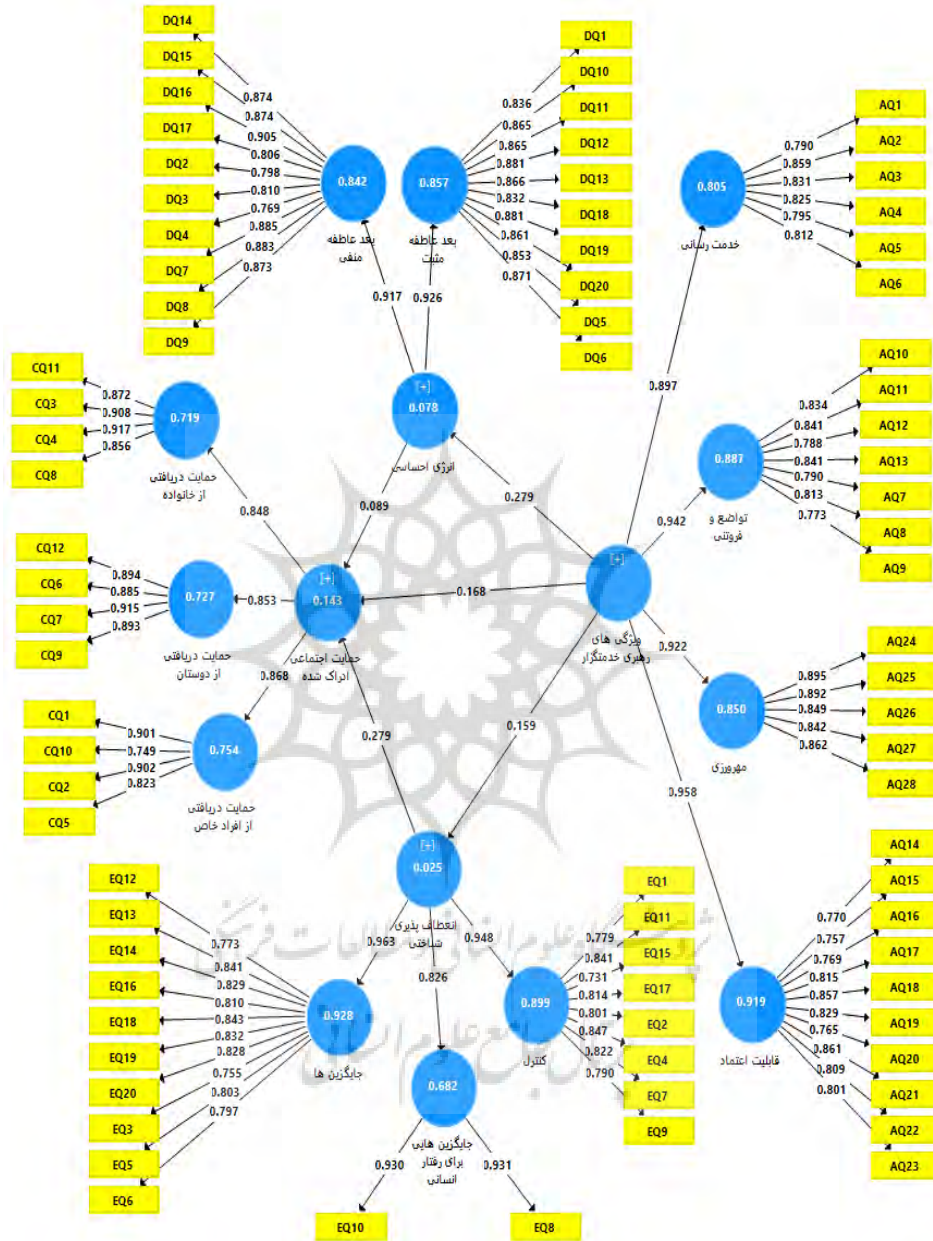 DQ14
DQ15
DQ16
DQ17
DQ2
DQ3
DQ4
DQ7
DQ8
DQ9
0.874
0.874
0.905
0.806
0.798
0.810
0.769
0.885
0.883
0.873
0.842
بعد عاطفه
منفی
0.857
بعد عاطفه
مثبت
0.836
0.865
0.865
0.881
0.866
0.832
0.881
0.861
0.853
0.871
DQ1
DQ10
DQ11
DQ12
DQ13
DQ18
DQ19
DQ20
DQ5
DQ6
0.805
خدمت رسانی
0.790
0.859
0.831
0.825
0.795
0.812
AQ1
AQ2
AQ3
AQ4
AQ5
AQ6
0.917
0.926
0.897
[+]
0.078
انرژی احساسی
CQ11
CQ3
CQ4
CQ8
0.872
0.908
0.917
0.856
0.719
حمایت دریافتی
از خانواده
0.848
0.089
0.279
0.887
تواضع و
فروتنی
0.942
0.834
0.841
0.788
0.841
0.790
0.813
0.773
AQ10
AQ11
AQ12
AQ13
AQ7
AQ8
AQ9
CQ12
CQ6
CQ7
CQ9
0.894
0.885
0.915
0.893
0.727
حمایت دریافتی
از دوستان
0.853
[+]
0.143
حمایت اجتماعی
ادراک شده
0.168
[+]
ویژگی های
رهبری خدمتگزار
0.922
0.850
مهرورزی
0.895
0.892
0.849
0.842
0.862
AQ24
AQ25
AQ26
AQ27
AQ28
CQ1
CQ10
CQ2
CQ5
0.901
0.749
0.902
0.823
0.754
حمایت دریافتی
از افراد خاص
0.868
0.279
0.159
0.958
[+]
0.025
انعطاف پذیری
شناختی
0.963
0.826
0.948
EQ12
EQ13
EQ14
EQ16
EQ18
EQ19
EQ20
EQ3
EQ5
EQ6
0.773
0.841
0.829
0.810
0.843
0.832
0.828
0.755
0.803
0.797
0.928
جایگزین ها
0.682
جایگزین هایی
برای رفتار
انسانی
0.930
0.931
EQ10
EQ8
0.899
کنترل
0.779
0.841
0.731
0.814
0.801
0.847
0.822
0.790
EQ1
EQ11
EQ15
EQ17
EQ2
EQ4
EQ7
EQ9
0.919
قابلیت اعتماد
0.770
0.757
0.769
0.815
0.857
0.829
0.765
0.861
0.809
0.801
AQ14
AQ15
AQ16
AQ17
AQ18
AQ19
AQ20
AQ21
AQ22
AQ23
پژوهشگاه علوم انسانی و مطالعات فرهنگی
پرتال جامع علوم انسانی